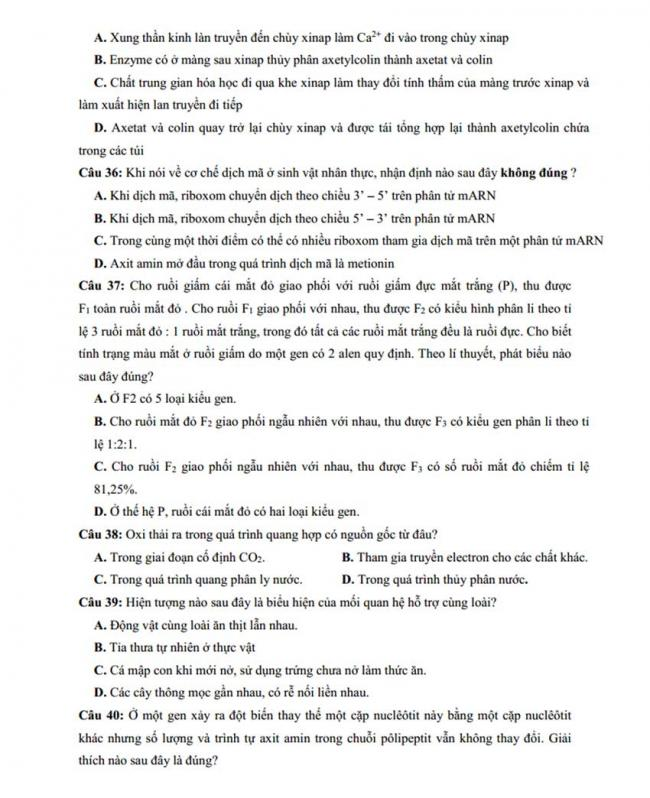 A. Xung thần kinh làn truyền đến chùy xinap làm Ca²⁺ đi vào trong chùy xinap
B. Enzyme có ở màng sau xinap thủy phân axetylcolin thành axetat và colin
C. Chất trung gian hóa học đi qua khe xinap làm thay đổi tính thấm của màng trước xinap và
làm xuất hiện lan truyền đi tiếp
D. Axetat và colin quay trở lại chùy xinap và được tái tổng hợp lại thành axetylcolin chứa
trong các túi
Câu 36: Khi nói về cơ chế dịch mã ở sinh vật nhân thực, nhận định nào sau đây không đúng ?
A. Khi dịch mã, riboxom chuyển dịch theo chiều 3' – 5' trên phân tử mARN
B. Khi dịch mã, riboxom chuyển dịch theo chiều 5' – 3' trên phân tử mARN
C. Trong cùng một thời điểm có thể có nhiều riboxom tham gia dịch mã trên một phân tử mARN
D. Axit amin mở đầu trong quá trình dịch mã là metionin
Câu 37: Cho ruồi giấm cái mắt đỏ giao phối với ruồi giấm đực mắt trắng (P), thu được
F₁ toàn ruồi mắt đỏ . Cho ruồi F₁ giao phối với nhau, thu được F₂ có kiểu hình phân li theo tỉ
lệ 3 ruồi mắt đỏ : 1 ruồi mắt trắng, trong đó tất cả các ruồi mắt trắng đều là ruồi đực. Cho biết
tính trạng màu mắt ở ruồi giấm do một gen có 2 alen quy định. Theo lí thuyết, phát biểu nào
sau đây đúng?
A. Ở F2 có 5 loại kiểu gen.
B. Cho ruồi mắt đỏ F₂ giao phối ngẫu nhiên với nhau, thu được F₃ có kiểu gen phân li theo tỉ
lệ 1:2:1.
C. Cho ruồi F₂ giao phối ngẫu nhiên với nhau, thu được F₃ có số ruồi mắt đỏ chiếm tỉ lệ
81,25%.
D. Ở thế hệ P, ruồi cái mắt đỏ có hai loại kiểu gen.
Câu 38: Oxi thải ra trong quá trình quang hợp có nguồn gốc từ đâu?
A. Trong giai đoạn cố định CO₂. B. Tham gia truyền electron cho các chất khác.
C. Trong quá trình quang phân ly nước. D. Trong quá trình thủy phân nước.
Câu 39: Hiện tượng nào sau đây là biểu hiện của mối quan hệ hỗ trợ cùng loài?
A. Động vật cùng loài ăn thịt lẫn nhau.
B. Tỉa thưa tự nhiên ở thực vật
C. Cá mập con khi mới nở, sử dụng trứng chưa nở làm thức ăn.
D. Các cây thông mọc gần nhau, có rễ nối liền nhau.
Câu 40: Ở một gen xảy ra đột biến thay thế một cặp nuclêôtit này bằng một cặp nuclêôtit
khác nhưng số lượng và trình tự axit amin trong chuỗi pôlipeptit vẫn không thay đổi. Giải
thích nào sau đây là đúng?